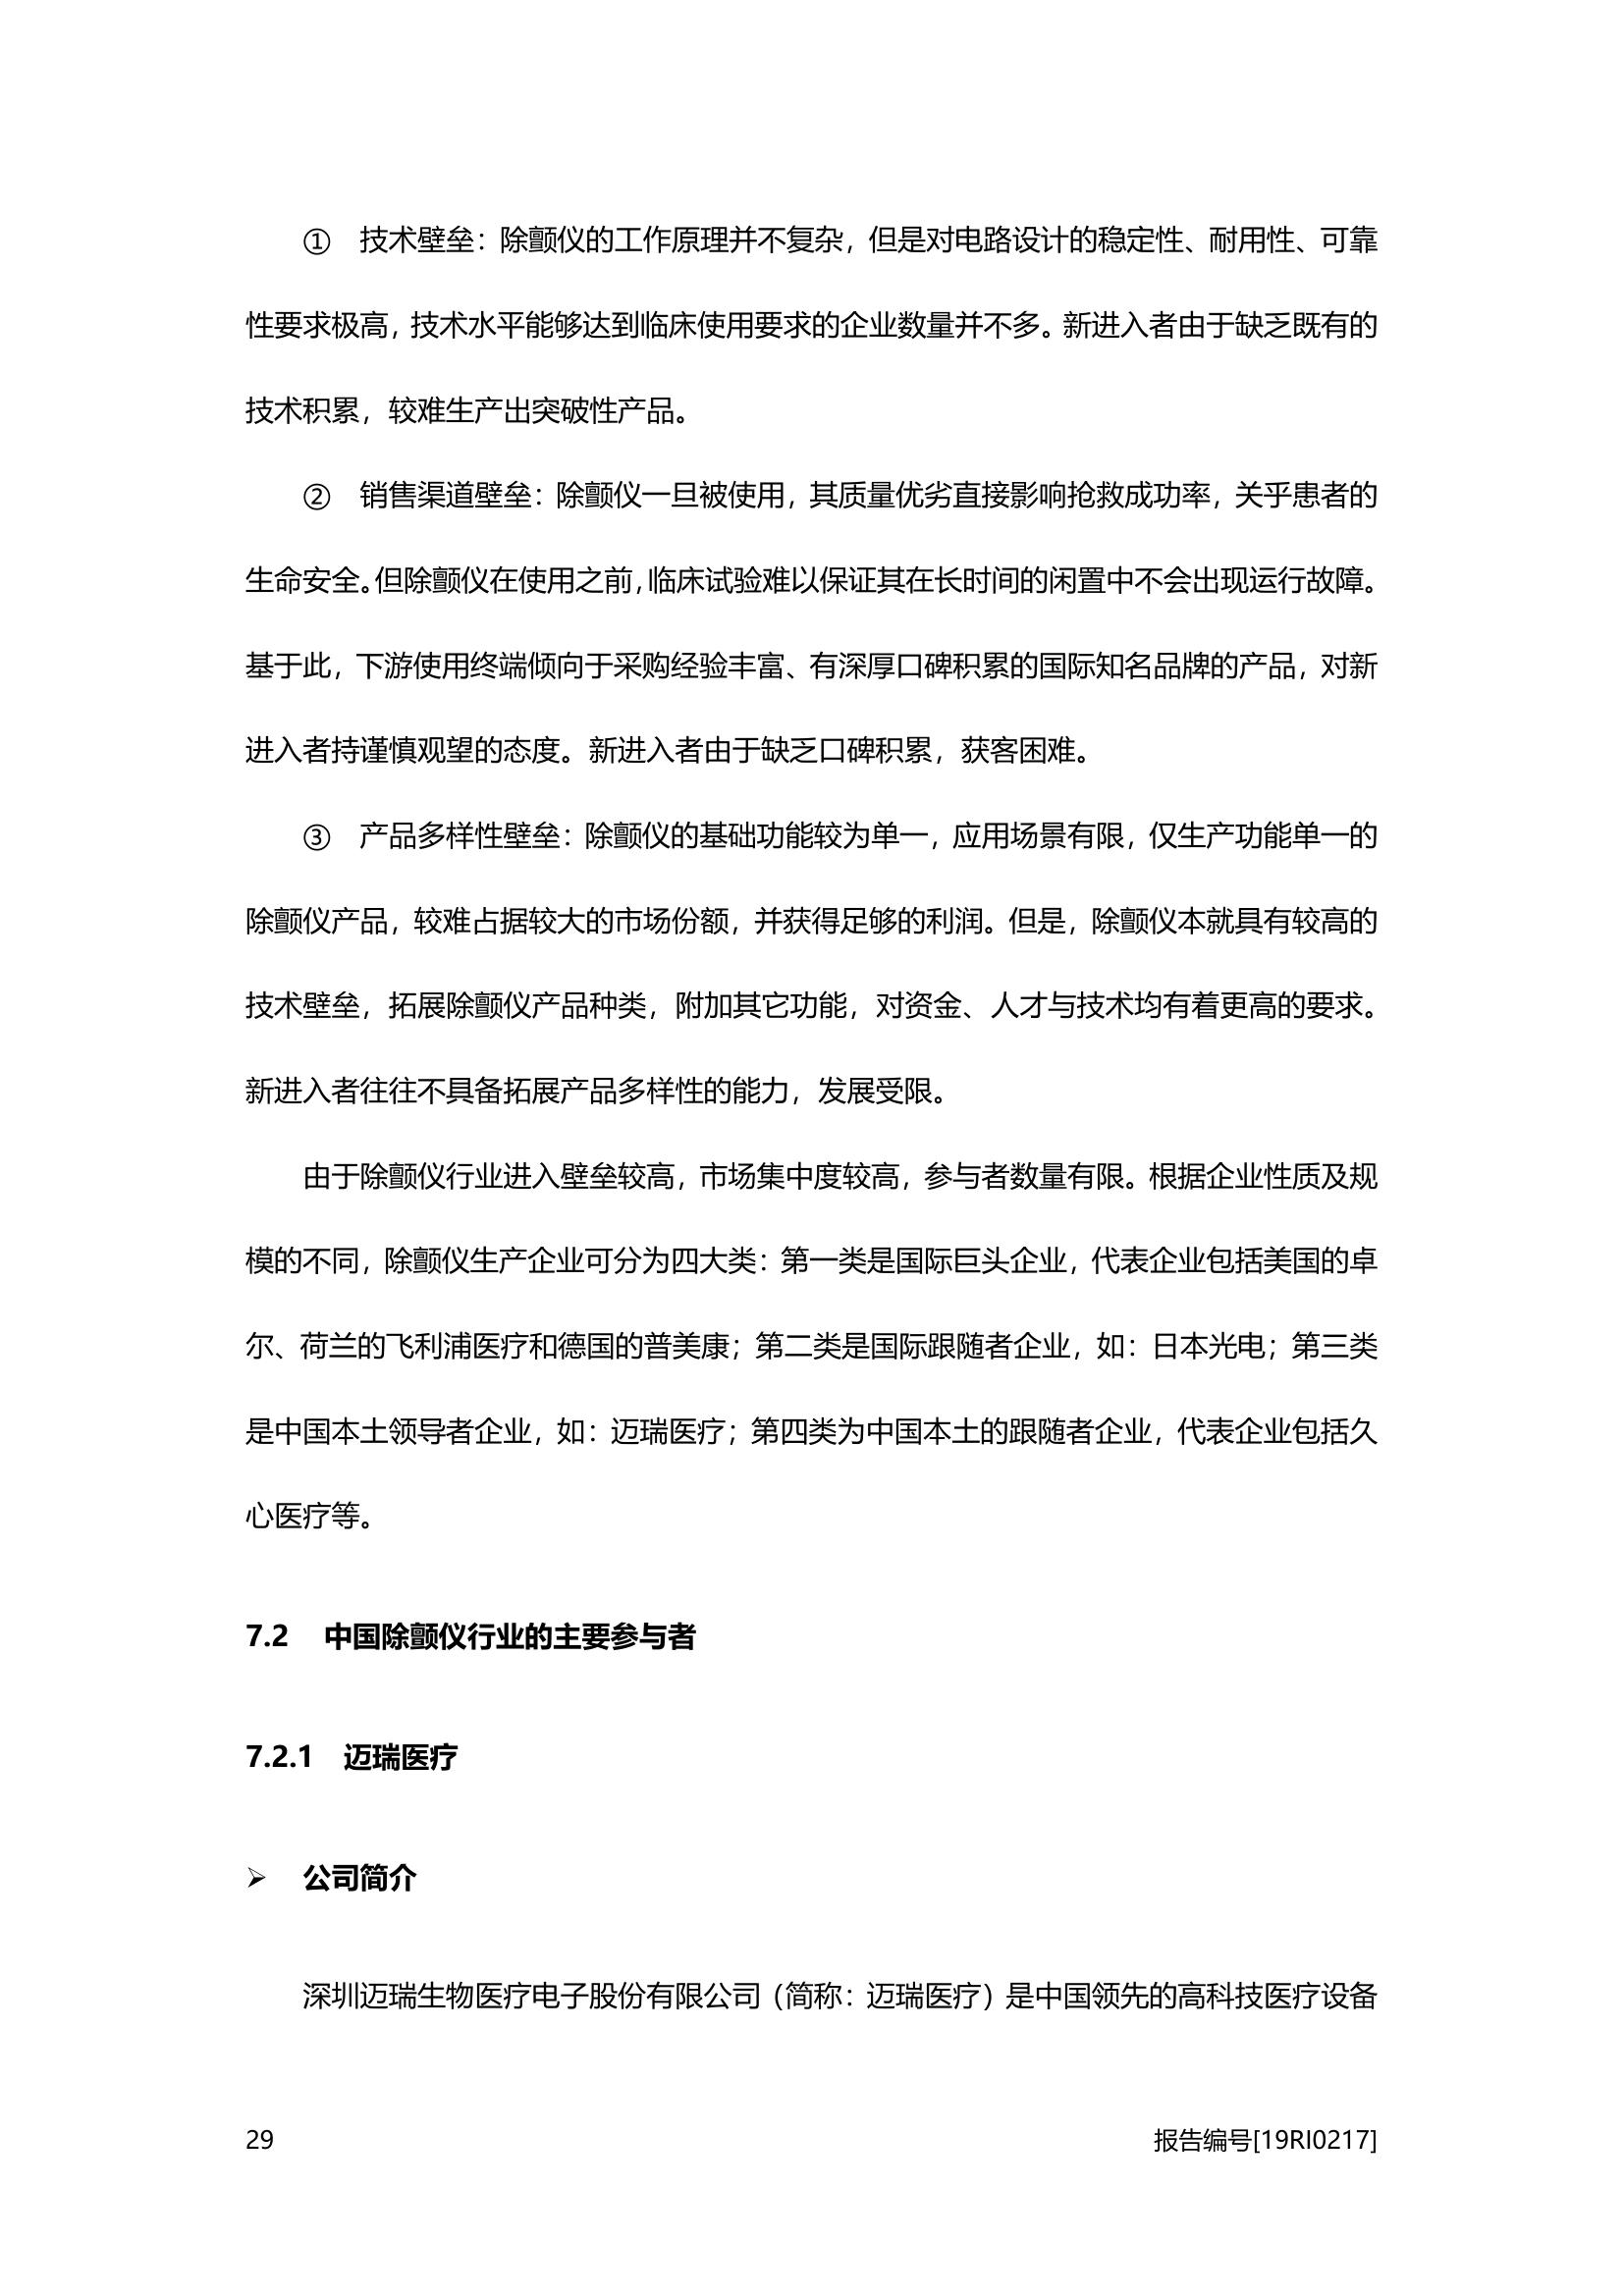 ① 技术壁垒：除颤仪的工作原理并不复杂，但是对电路设计的稳定性、耐用性、可靠
性要求极高，技术水平能够达到临床使用要求的企业数量并不多。新进入者由于缺乏既有的
技术积累，较难生产出突破性产品。
② 销售渠道壁垒：除颤仪一旦被使用，其质量优劣直接影响抢救成功率，关乎患者的
生命安全。但除颤仪在使用之前，临床试验难以保证其在长时间的闲置中不会出现运行故障。
基于此，下游使用终端倾向于采购经验丰富、有深厚口碑积累的国际知名品牌的产品，对新
进入者持谨慎观望的态度。新进入者由于缺乏口碑积累，获客困难。
③ 产品多样性壁垒：除颤仪的基础功能较为单一，应用场景有限，仅生产功能单一的
除颤仪产品，较难占据较大的市场份额，并获得足够的利润。但是，除颤仪本就具有较高的
技术壁垒，拓展除颤仪产品种类，附加其它功能，对资金、人才与技术均有着更高的要求。
新进入者往往不具备拓展产品多样性的能力，发展受限。
由于除颤仪行业进入壁垒较高，市场集中度较高，参与者数量有限。根据企业性质及规
模的不同，除颤仪生产企业可分为四大类：第一类是国际巨头企业，代表企业包括美国的卓
尔、荷兰的飞利浦医疗和德国的普美康；第二类是国际跟随者企业，如：日本光电；第三类
是中国本土领导者企业，如：迈瑞医疗；第四类为中国本土的跟随者企业，代表企业包括久
心医疗等。
7.2 中国除颤仪行业的主要参与者
7.2.1 迈瑞医疗
➢ 公司简介
深圳迈瑞生物医疗电子股份有限公司（简称：迈瑞医疗）是中国领先的高科技医疗设备
29 报告编号[19RI0217]